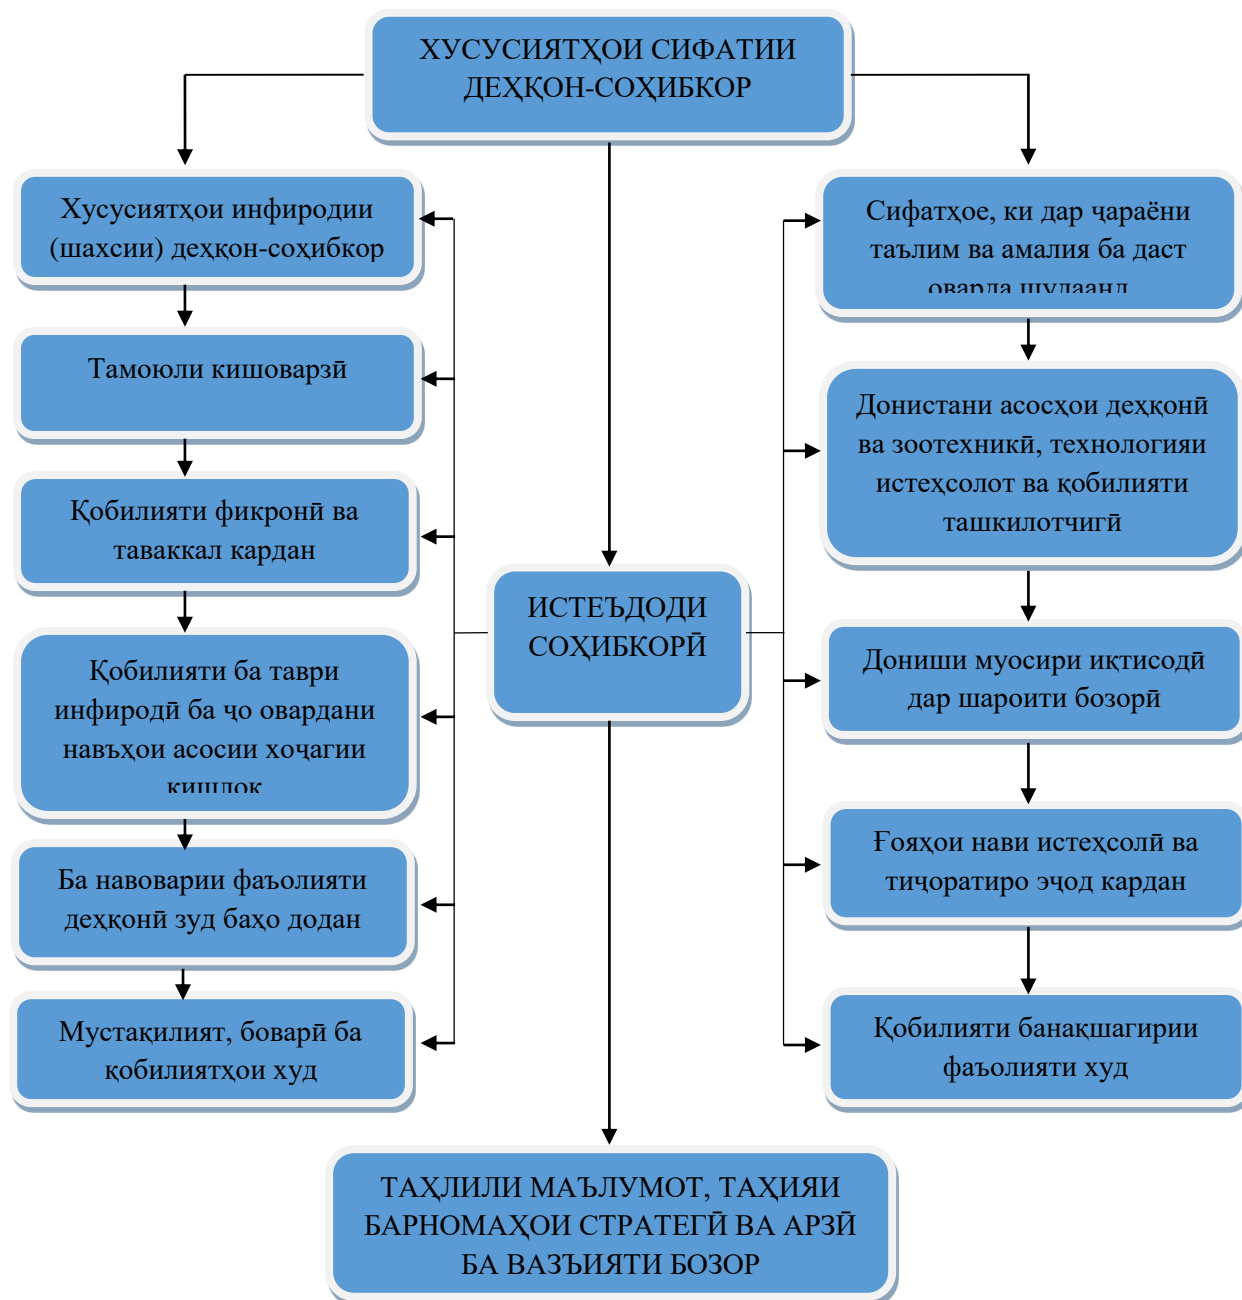 ХУСУСИЯТҲОИ СИФАТИИ
ДЕҲҚОН-СОҲИБКОР
Хусусиятҳои инфиродии
(шахсии) деҳқон-соҳибкор
Тамоюли кишоварзӣ
Қобилияти фикронӣ ва
таваккал кардан
Қобилияти ба таври
инфиродӣ ба ҷо овардани
навъҳои асосии хоҷагии
кишлок
Ба навоварии фаъолияти
деҳқонӣ зуд баҳо додан
Мустақилият, боварӣ ба
қобилиятҳои худ
ИСТЕЪДОДИ
СОҲИБКОРӢ
Сифатҳое, ки дар ҷараёни
таълим ва амалия ба даст
оварда шудаанд
Донистани асосҳои деҳқонӣ
ва зоотехникӣ, технологияи
истеҳсолот ва қобилияти
ташкилотчигӣ
Дониши муосири иқтисодӣ
дар шароити бозорӣ
Ғояҳои нави истеҳсолӣ ва
тиҷоратиро эҷод кардан
Қобилияти банақшагирии
фаъолияти худ
ТАҲЛИЛИ МАЪЛУМОТ, ТАҲИЯИ
БАРНОМАҲОИ СТРАТЕГӢ ВА АРЗӢ
БА ВАЗЪИЯТИ БОЗОР